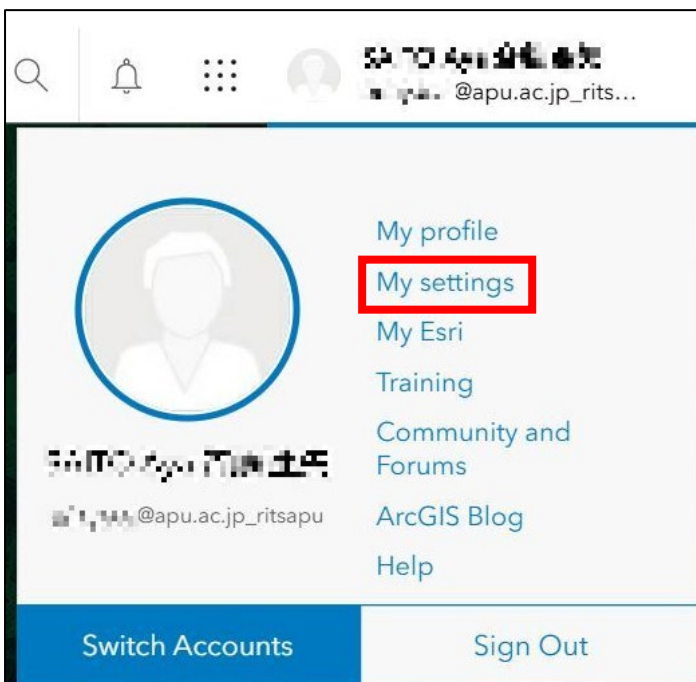 @apu.ac.jp_rits...
My profile
My settings
My Esri
Training
Community and
Forums
@apu.ac.jp_ritsapu
ArcGIS Blog
Help
Switch Accounts
Sign Out